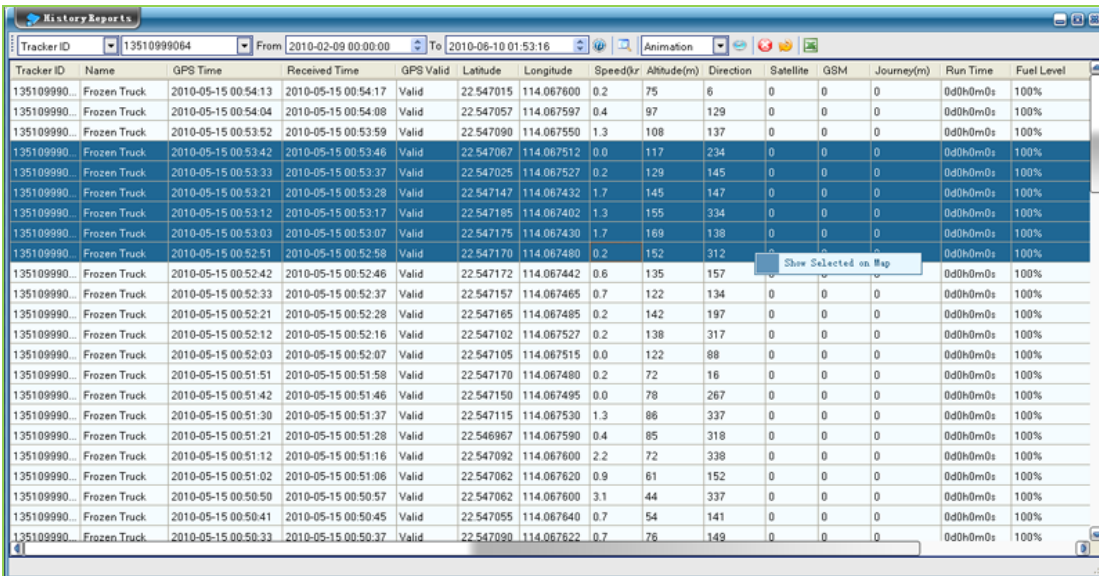 HistoryReports
Tracker ID 13510999064 From 2010-02-09 00:00:00 To 2010-06-10 01:53:16 Animation
Tracker ID Name GPS Time Received Time GPS Valid Latitude Longitude Speed(kr Altitude(m) Direction Satellite GSM Journey(m) Run Time Fuel Level
135109990... Frozen Truck 2010-05-15 00:54:13 2010-05-15 00:54:17 Valid 22.547015 114.067600 0.2 75 6 0 0 0 0d0h0m0s 100%
135109990... Frozen Truck 2010-05-15 00:54:04 2010-05-15 00:54:08 Valid 22.547057 114.067597 0.4 97 129 0 0 0 0d0h0m0s 100%
135109990... Frozen Truck 2010-05-15 00:53:52 2010-05-15 00:53:59 Valid 22.547090 114.067550 1.3 108 137 0 0 0 0d0h0m0s 100%
135109990... Frozen Truck 2010-05-15 00:53:42 2010-05-15 00:53:46 Valid 22.547067 114.067512 0.0 117 234 0 0 0 0d0h0m0s 100%
135109990... Frozen Truck 2010-05-15 00:53:33 2010-05-15 00:53:37 Valid 22.547025 114.067527 0.2 129 145 0 0 0 0d0h0m0s 100%
135109990... Frozen Truck 2010-05-15 00:53:21 2010-05-15 00:53:28 Valid 22.547147 114.067432 1.7 145 147 0 0 0 0d0h0m0s 100%
135109990... Frozen Truck 2010-05-15 00:53:12 2010-05-15 00:53:17 Valid 22.547185 114.067402 1.3 155 334 0 0 0 0d0h0m0s 100%
135109990... Frozen Truck 2010-05-15 00:53:03 2010-05-15 00:53:07 Valid 22.547175 114.067430 1.7 169 138 0 0 0 0d0h0m0s 100%
135109990... Frozen Truck 2010-05-15 00:52:51 2010-05-15 00:52:58 Valid 22.547170 114.067480 0.2 152 312 0 0 0d0h0m0s 100%
Show Selected on Map
135109990... Frozen Truck 2010-05-15 00:52:42 2010-05-15 00:52:46 Valid 22.547172 114.067442 0.6 135 157 0 0 0 0d0h0m0s 100%
135109990... Frozen Truck 2010-05-15 00:52:33 2010-05-15 00:52:37 Valid 22.547157 114.067465 0.7 122 134 0 0 0 0d0h0m0s 100%
135109990... Frozen Truck 2010-05-15 00:52:21 2010-05-15 00:52:28 Valid 22.547165 114.067485 0.2 142 197 0 0 0 0d0h0m0s 100%
135109990... Frozen Truck 2010-05-15 00:52:12 2010-05-15 00:52:16 Valid 22.547102 114.067527 0.2 138 317 0 0 0 0d0h0m0s 100%
135109990... Frozen Truck 2010-05-15 00:52:03 2010-05-15 00:52:07 Valid 22.547105 114.067515 0.0 122 88 0 0 0 0d0h0m0s 100%
135109990... Frozen Truck 2010-05-15 00:51:51 2010-05-15 00:51:58 Valid 22.547170 114.067480 0.2 72 16 0 0 0 0d0h0m0s 100%
135109990... Frozen Truck 2010-05-15 00:51:42 2010-05-15 00:51:46 Valid 22.547150 114.067495 0.0 78 267 0 0 0 0d0h0m0s 100%
135109990... Frozen Truck 2010-05-15 00:51:30 2010-05-15 00:51:37 Valid 22.547115 114.067530 1.3 86 337 0 0 0 0d0h0m0s 100%
135109990... Frozen Truck 2010-05-15 00:51:21 2010-05-15 00:51:28 Valid 22.546967 114.067590 0.4 85 318 0 0 0 0d0h0m0s 100%
135109990... Frozen Truck 2010-05-15 00:51:12 2010-05-15 00:51:16 Valid 22.547092 114.067600 2.2 72 338 0 0 0 0d0h0m0s 100%
135109990... Frozen Truck 2010-05-15 00:51:02 2010-05-15 00:51:06 Valid 22.547062 114.067620 0.9 61 152 0 0 0 0d0h0m0s 100%
135109990... Frozen Truck 2010-05-15 00:50:50 2010-05-15 00:50:57 Valid 22.547062 114.067600 3.1 44 337 0 0 0 0d0h0m0s 100%
135109990... Frozen Truck 2010-05-15 00:50:41 2010-05-15 00:50:45 Valid 22.547055 114.067640 0.7 54 141 0 0 0 0d0h0m0s 100%
135109990... Frozen Truck 2010-05-15 00:50:33 2010-05-15 00:50:37 Valid 22.547090 114.067622 0.7 76 149 0 0 0 0d0h0m0s 100%